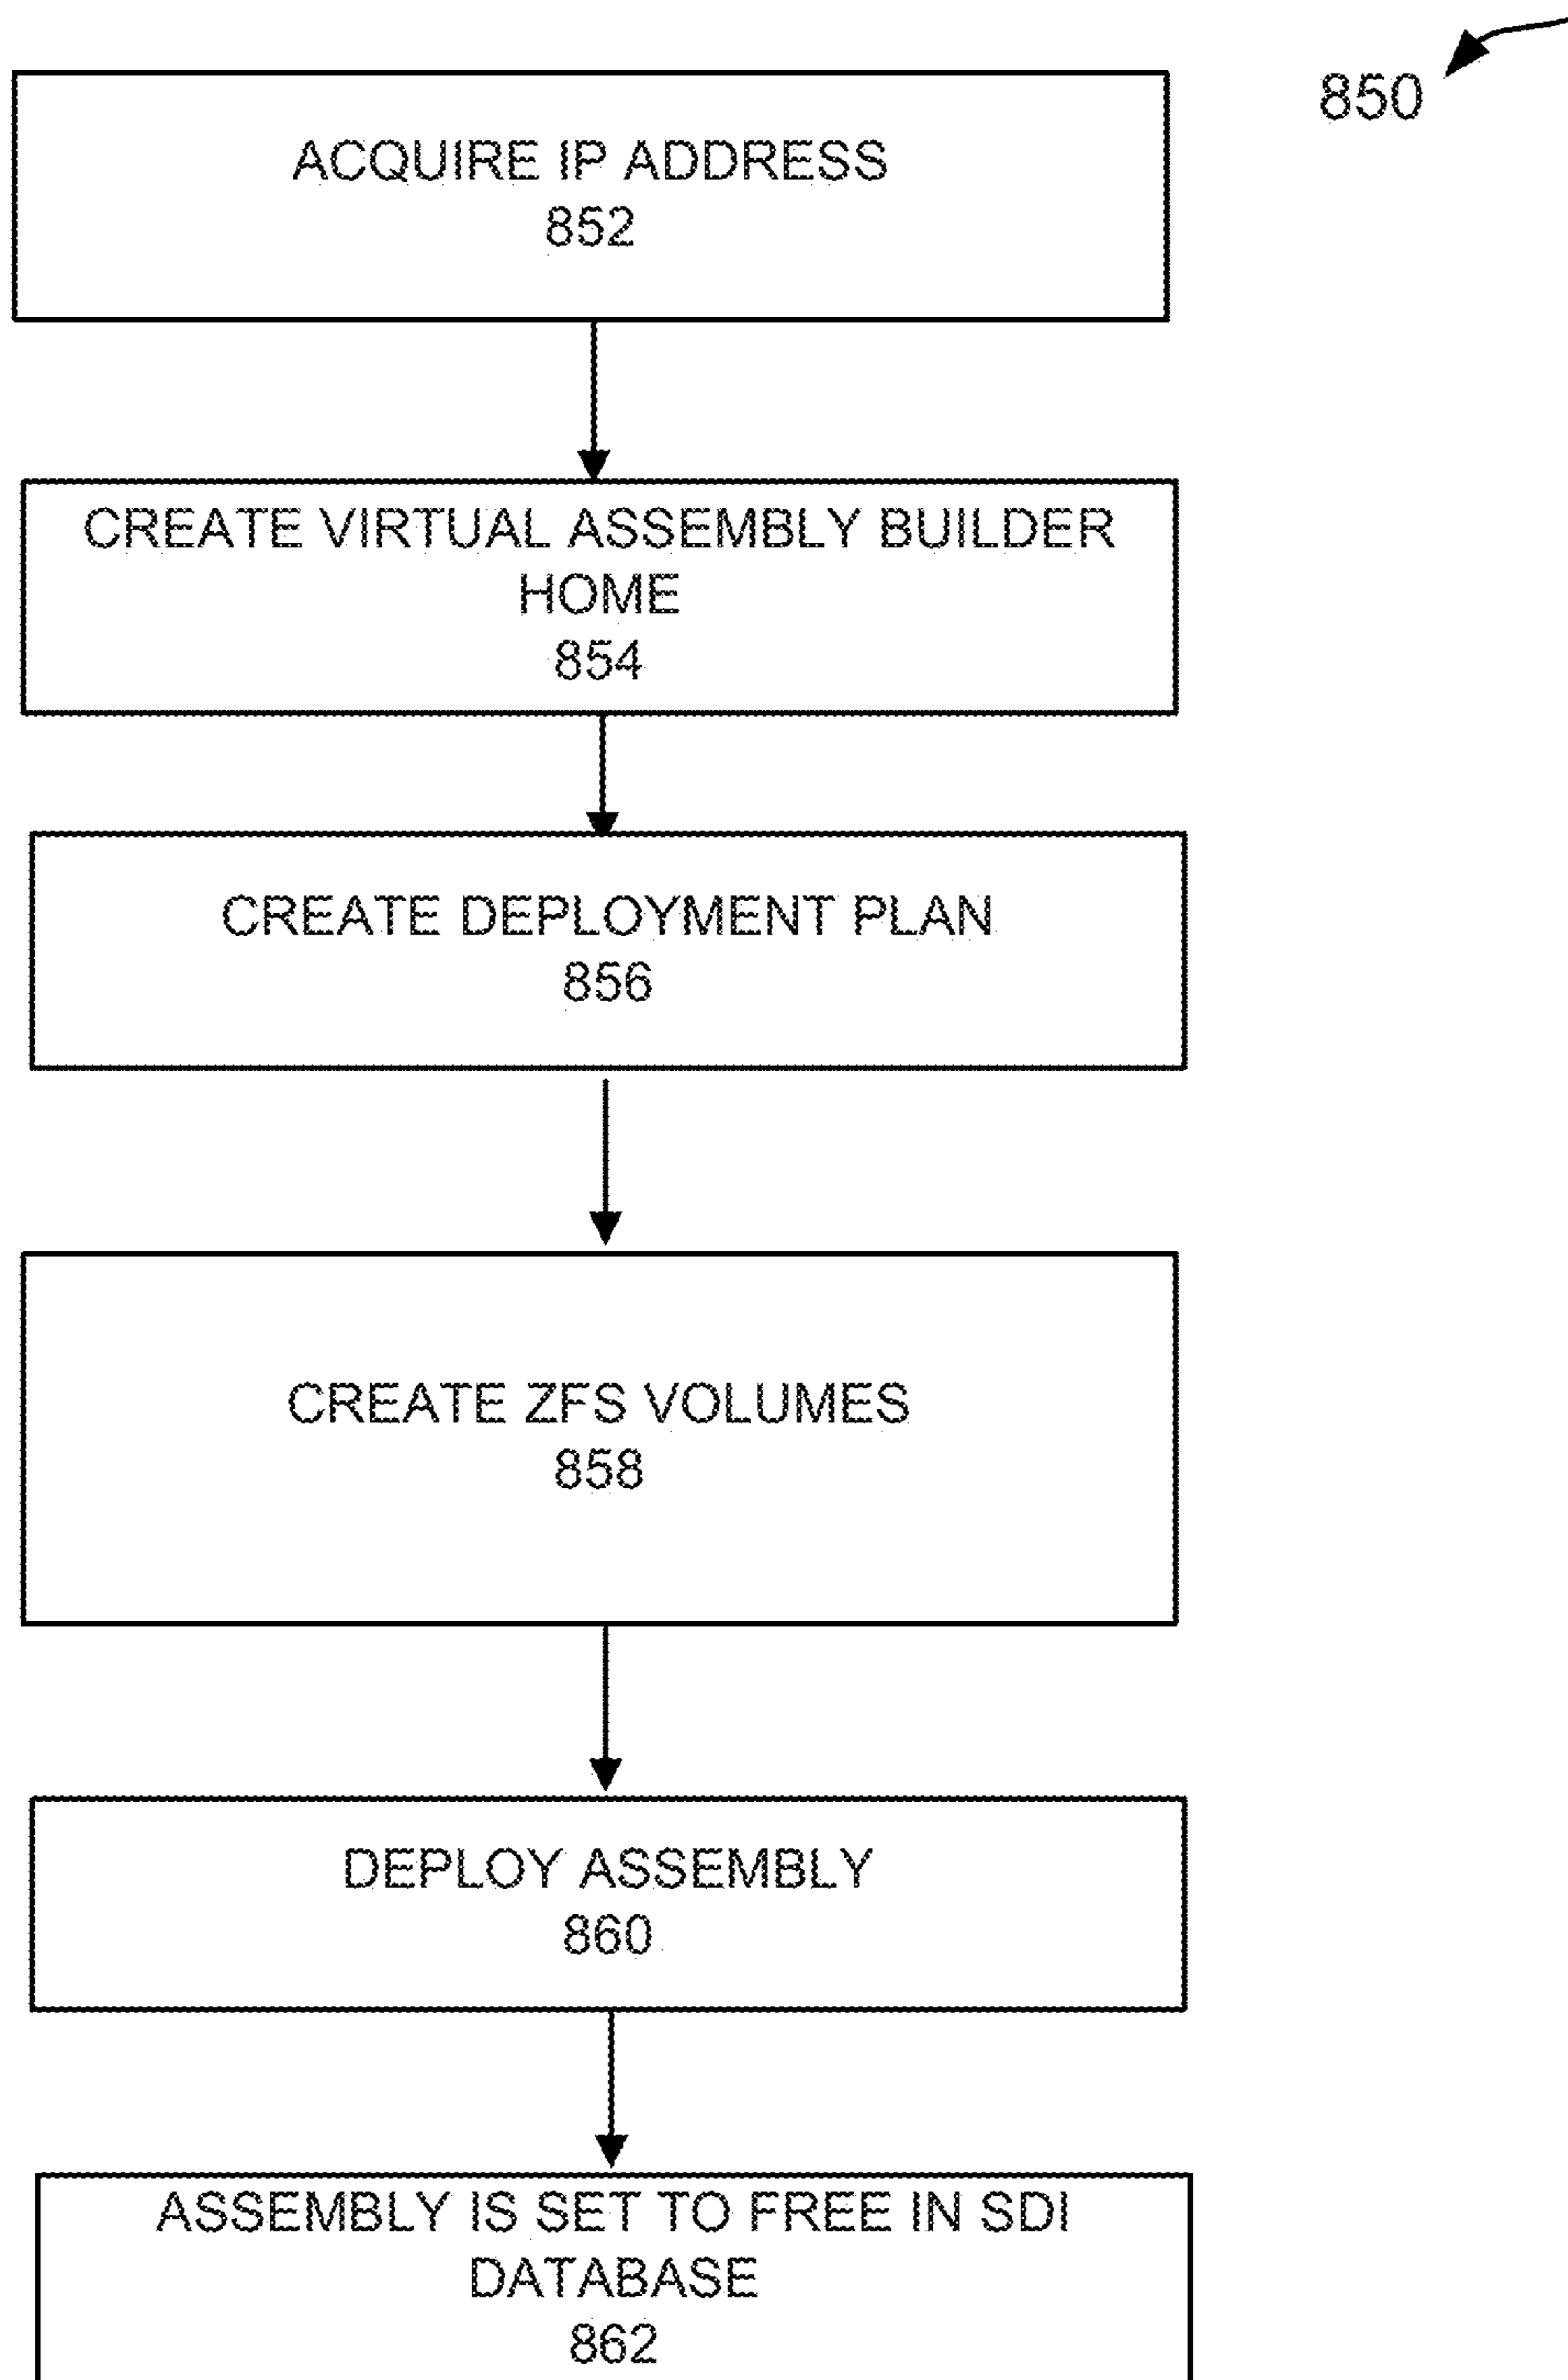 850
ACQUIRE IP ADDRESS
852
CREATE VIRTUAL ASSEMBLY BUILDER
HOME
854
CREATE DEPLOYMENT PLAN
856
CREATE ZFS VOLUMES
858
DEPLOY ASSEMBLY
860
ASSEMBLY IS SET TO FREE IN SDI
DATABASE
862